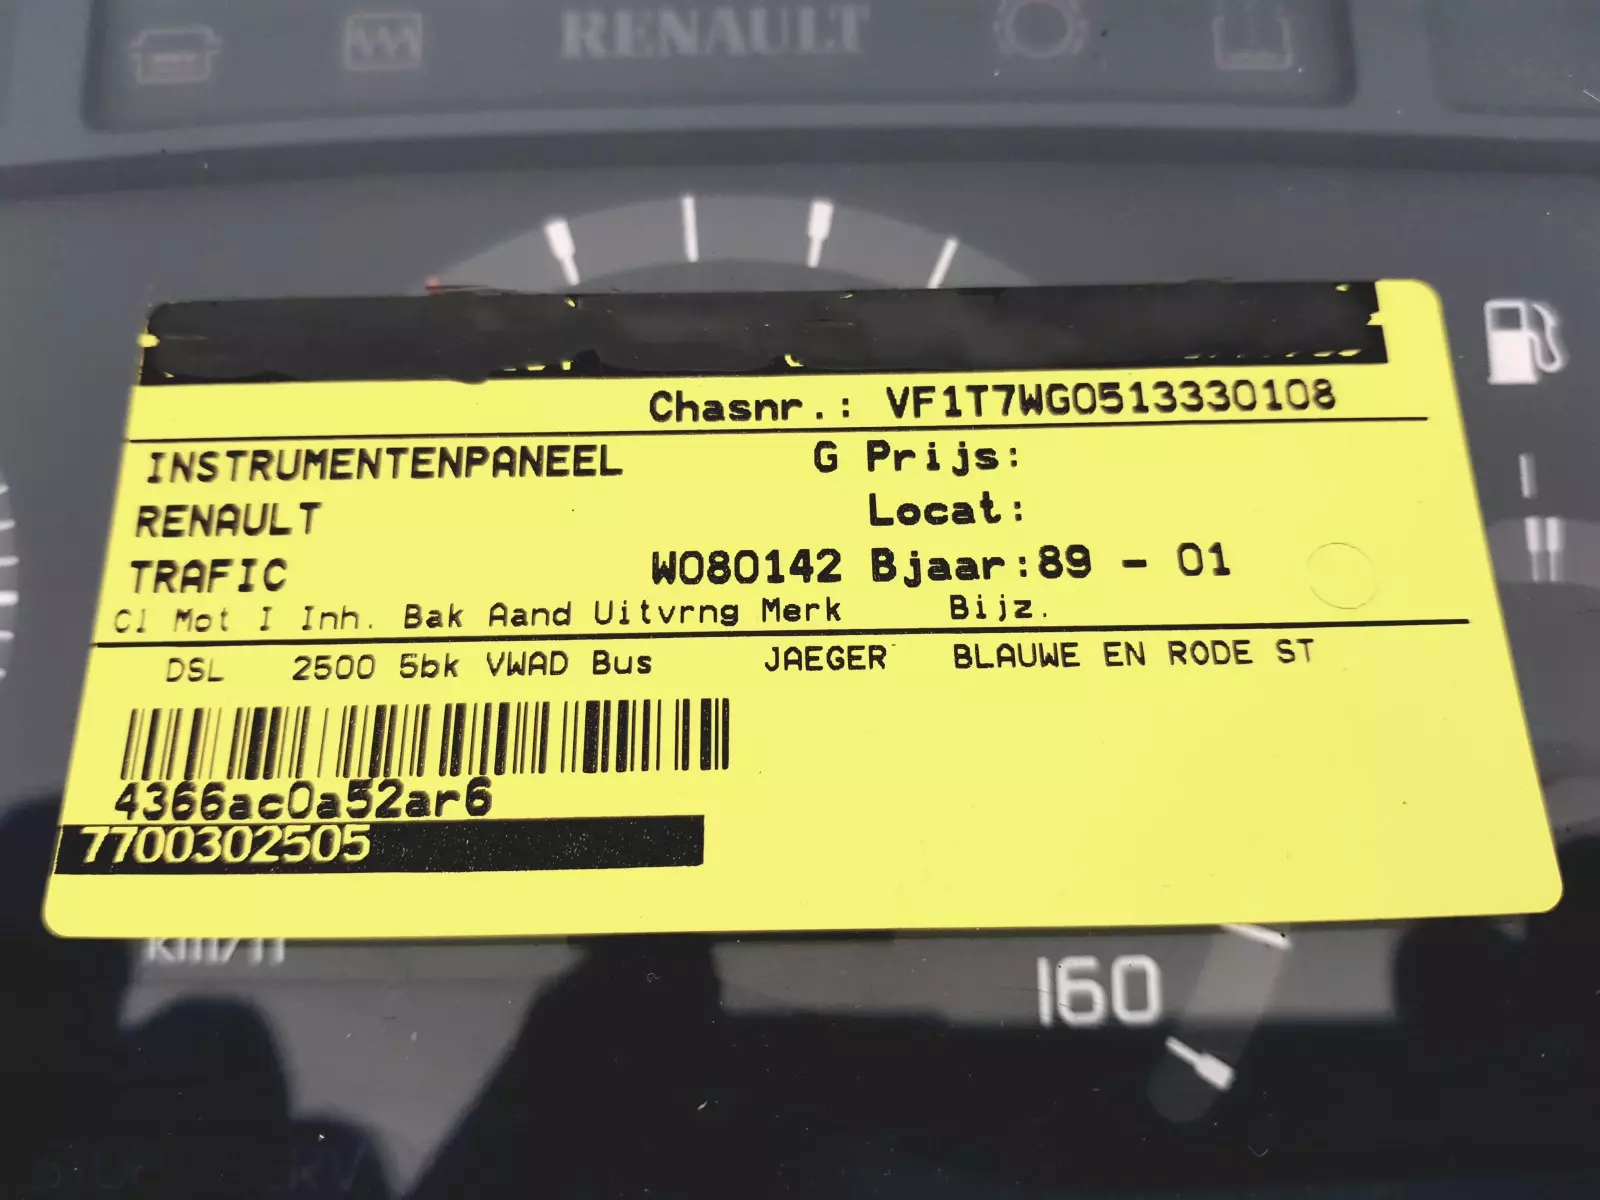 RENAULT
Chasnr.: VF1T7WG0513330108
INSTRUMENTENPANEEL G Prijs:
RENAULT Locat:
TRAFIC W080142 Bjaar:89 - 01
Cl Mot I Inh. Bak Aand Uitvrng Merk Bijz.
DSL 2500 5bk VWAD Bus JAEGER BLAUWE EN RODE ST
4366ac0a52ar6
7700302505
km/h
160